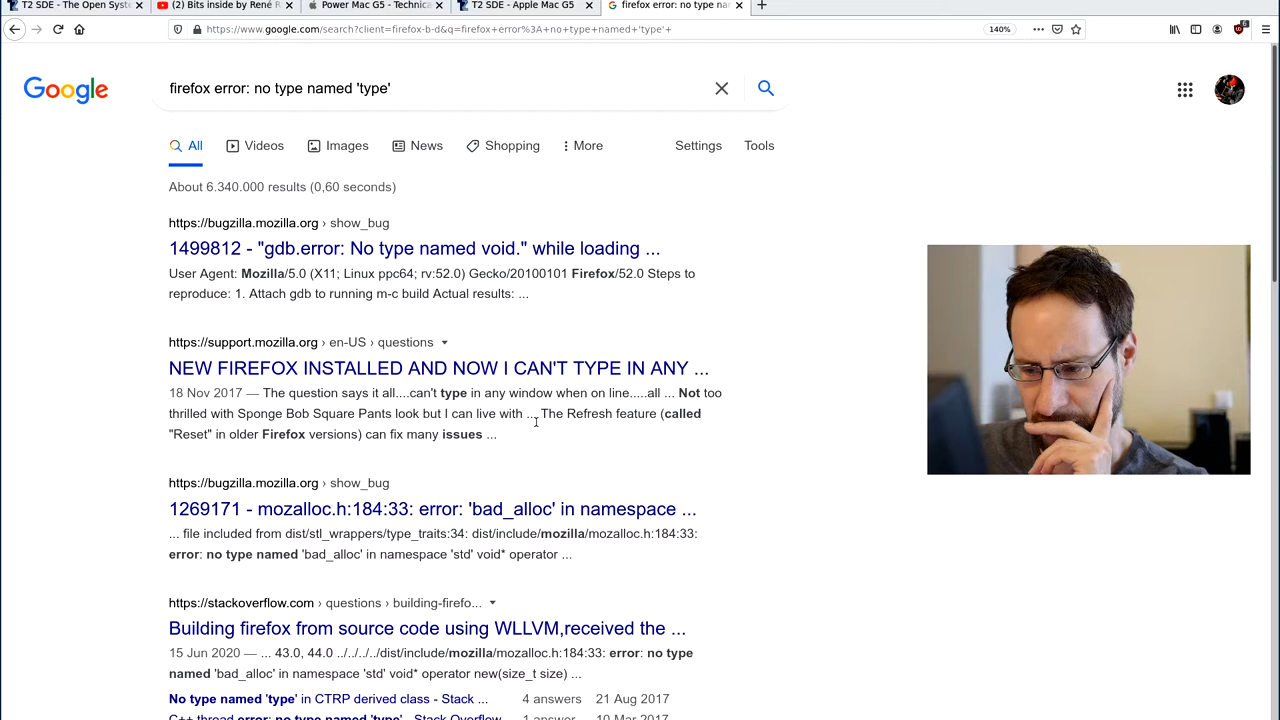 T2 SDE - The Open Syst
(2) Bits inside by René R
Power Mac G5 - Technica
T2 SDE - Apple Mac G5
firefox error: no type nam
https://www.google.com/search?client=firefox-b-d&q=firefox+error%3A+no+type+named+'type'+
140%
Google
firefox error: no type named 'type'
All
Videos
Images
News
Shopping
More
Settings
Tools
About 6.340.000 results (0,60 seconds)
https://bugzilla.mozilla.org › show_bug
1499812 - "gdb.error: No type named void." while loading ...
User Agent: Mozilla/5.0 (X11; Linux ppc64; rv:52.0) Gecko/20100101 Firefox/52.0 Steps to
reproduce: 1. Attach gdb to running m-c build Actual results: ...
https://support.mozilla.org › en-US › questions
NEW FIREFOX INSTALLED AND NOW I CAN'T TYPE IN ANY ...
18 Nov 2017 — The question says it all....can't type in any window when on line.....all ... Not too
thrilled with Sponge Bob Square Pants look but I can live with ... The Refresh feature (called
"Reset" in older Firefox versions) can fix many issues ...
https://bugzilla.mozilla.org › show_bug
1269171 - mozalloc.h:184:33: error: 'bad_alloc' in namespace ...
... file included from dist/stl_wrappers/type_traits:34: dist/include/mozilla/mozalloc.h:184:33:
error: no type named 'bad_alloc' in namespace 'std' void* operator ...
https://stackoverflow.com › questions › building-firefo...
Building firefox from source code using WLLVM,received the ...
15 Jun 2020 — ... 43.0, 44.0 ../../../../dist/include/mozilla/mozalloc.h:184:33: error: no type
named 'bad_alloc' in namespace 'std' void* operator new(size_t size) ...
No type named 'type' in CTRP derived class - Stack ... 4 answers 21 Aug 2017
C++ thread error: no type named 'type' - Stack Overflow 1 answer 10 Mar 2017